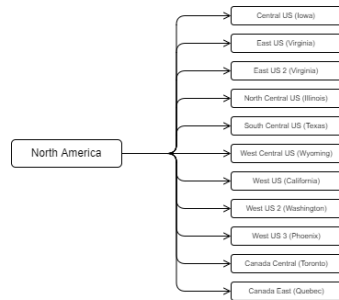 Central US (Iowa)
East US (Virginia)
East US 2 (Virginia)
North Central US (Illinois)
South Central US (Texas)
North America
West Central US (Wyoming)
West US (California)
West US 2 (Washington)
West US 3 (Phoenix)
Canada Central (Toronto)
Canada East (Quebec)